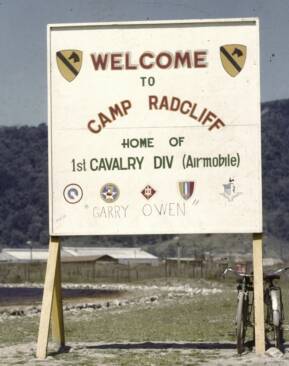 WELCOME
TO
CAMP RADCLIFF
HOME OF
1st CAVALRY DIV (Airmobile)
"GARRY OWEN"